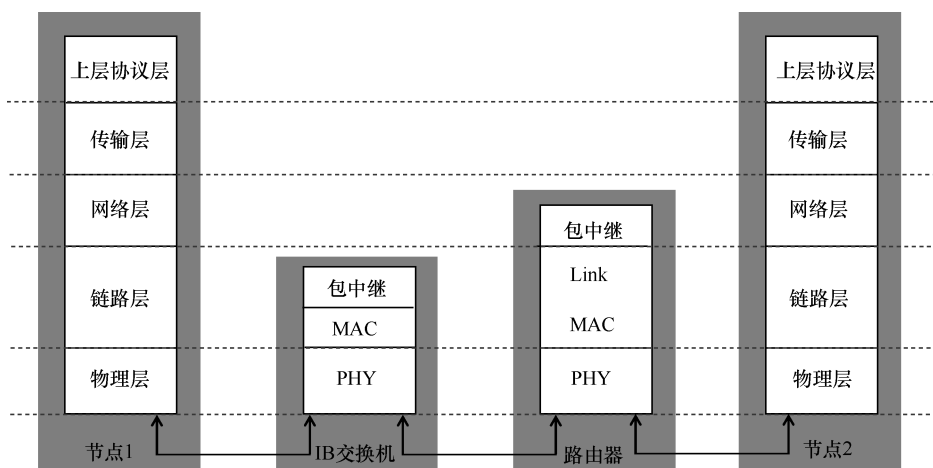 上层协议层
传输层
网络层
链路层
物理层
节点1
包中继
MAC
PHY
IB交换机
包中继
Link
MAC
PHY
路由器
上层协议层
传输层
网络层
链路层
物理层
节点2